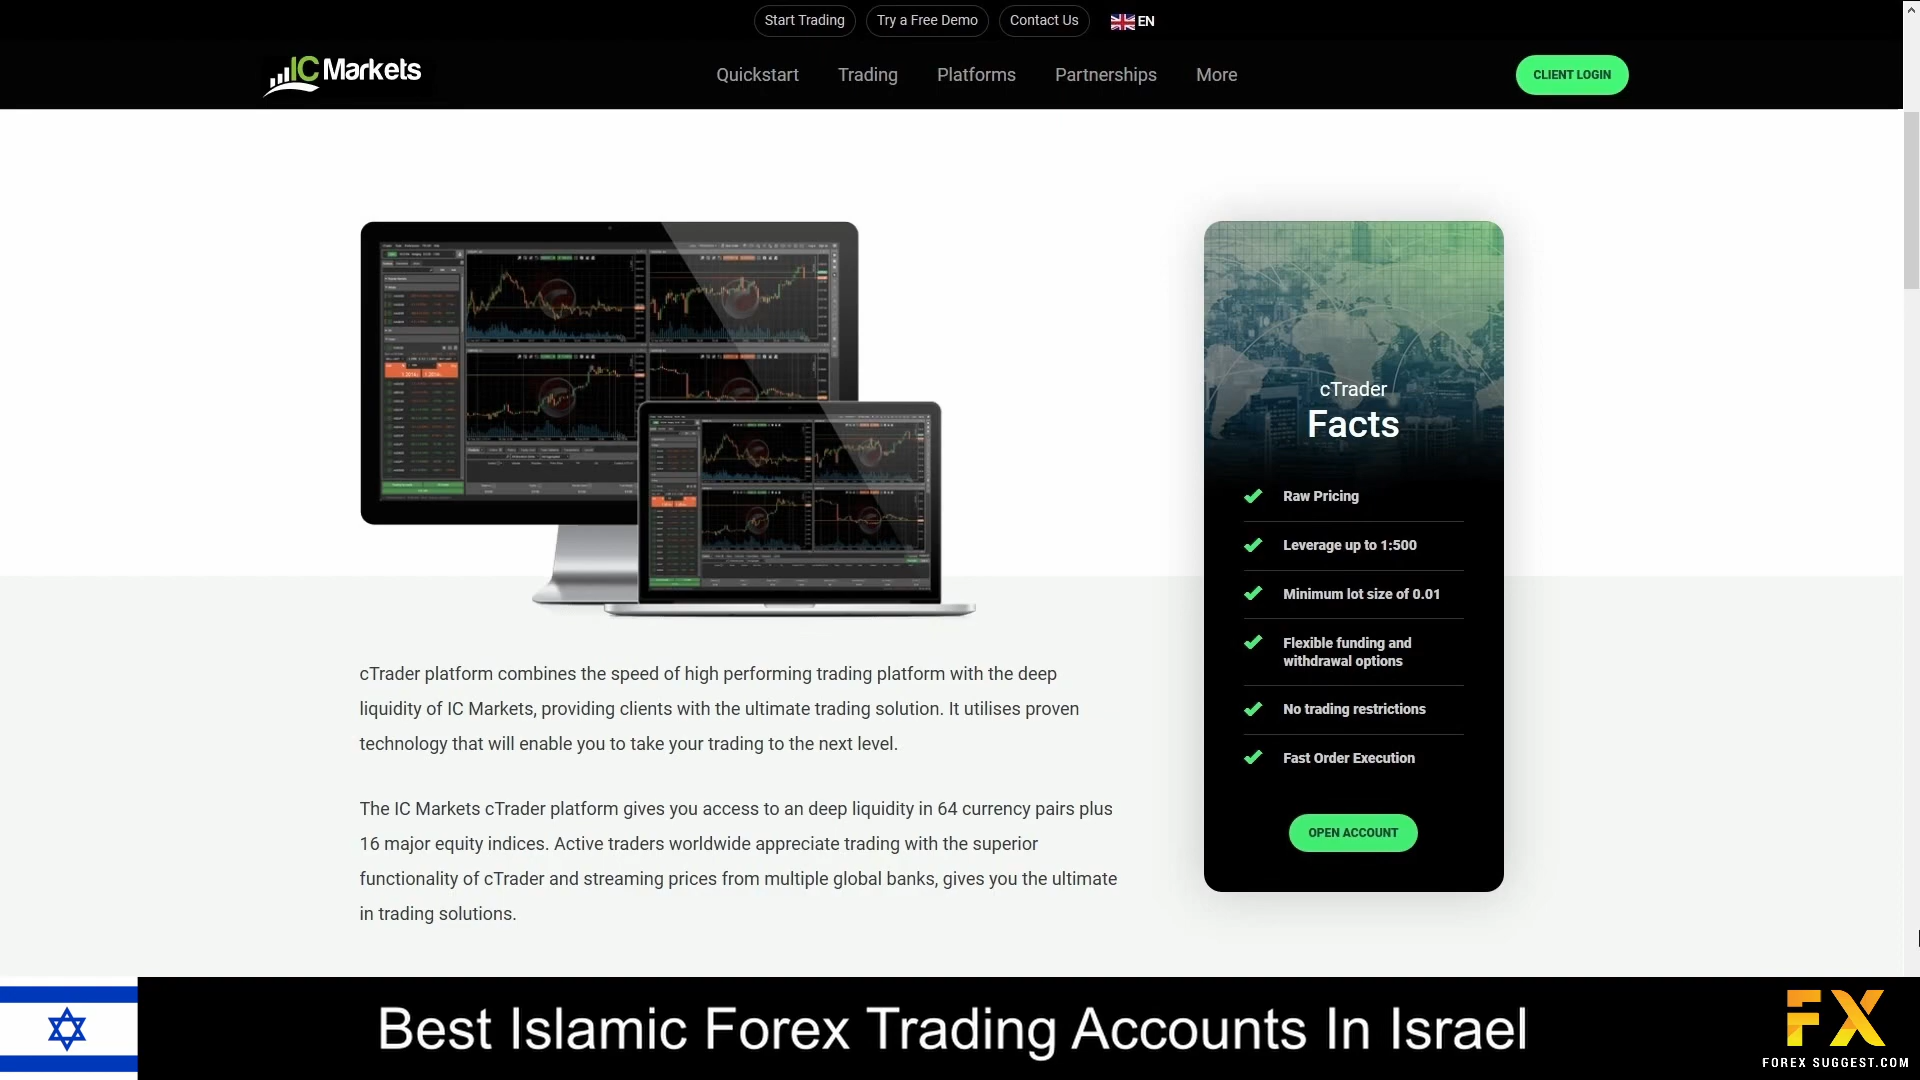 Start Trading
Try a Free Demo
Contact Us
EN
IC Markets
Quickstart
Trading
Platforms
Partnerships
More
CLIENT LOGIN
cTrader
Facts
Raw Pricing
Leverage up to 1:500
Minimum lot size of 0.01
Flexible funding and
withdrawal options
No trading restrictions
Fast Order Execution
OPEN ACCOUNT
cTrader platform combines the speed of high performing trading platform with the deep
liquidity of IC Markets, providing clients with the ultimate trading solution. It utilises proven
technology that will enable you to take your trading to the next level.
The IC Markets cTrader platform gives you access to an deep liquidity in 64 currency pairs plus
16 major equity indices. Active traders worldwide appreciate trading with the superior
functionality of cTrader and streaming prices from multiple global banks, gives you the ultimate
in trading solutions.
Best Islamic Forex Trading Accounts In Israel
FX
FOREX SUGGEST.COM